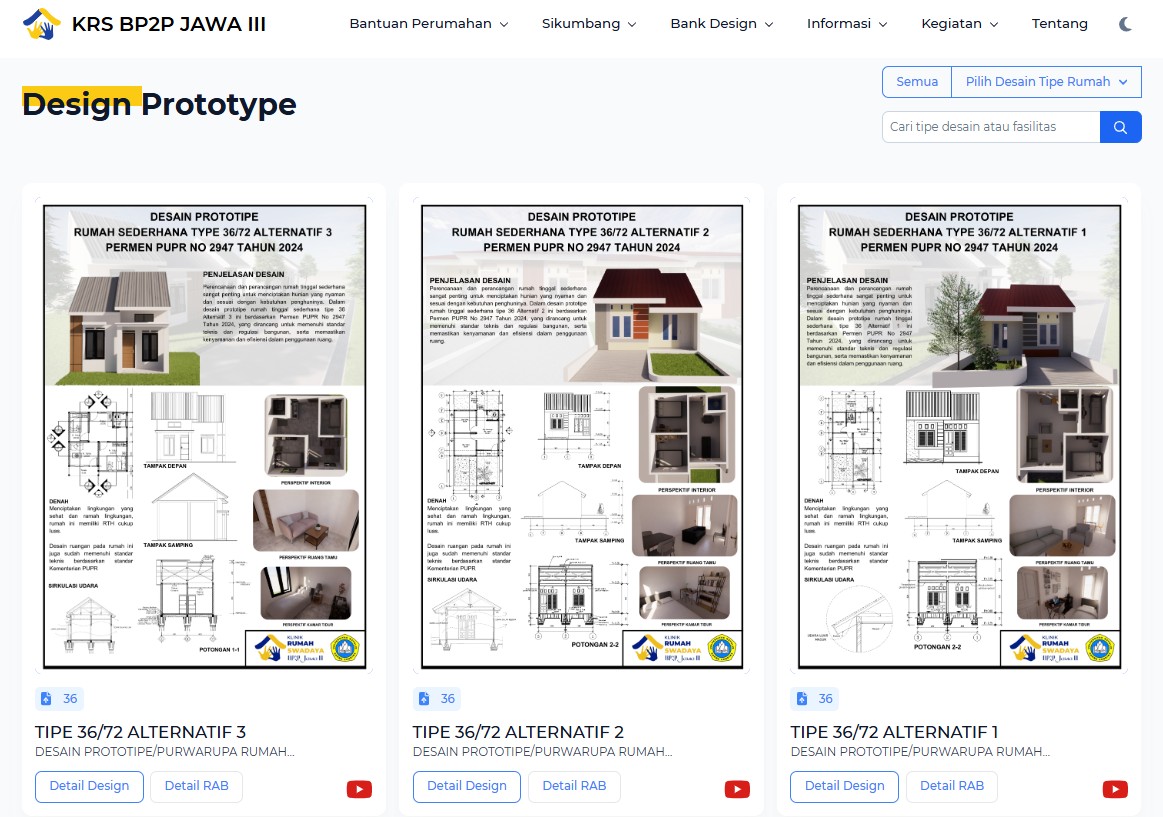 KRS BP2P JAWA III
Bantuan Perumahan
Sikumbang
Bank Design
Informasi
Kegiatan
Tentang
Design Prototype
Semua
Pilih Desain Tipe Rumah
Cari tipe desain atau fasilitas
DESAIN PROTOTIPE
RUMAH SEDERHANA TYPE 36/72 ALTERNATIF 3
PERMEN PUPR NO 2947 TAHUN 2024
PENJELASAN DESAIN
Perencanaan dan perancangan rumah tinggal sederhana
sangat penting untuk menciptakan hunian yang nyaman
dan sesuai dengan kebutuhan penghuninya. Dalam
desain prototipe rumah tinggal sederhana tipe 36
Alternatif 3 ini berdasarkan Permen PUPR No 2947
Tahun 2024, yang dirancang untuk memenuhi standar
teknis dan regulasi bangunan, serta memastikan
kenyamanan dan efisiensi dalam penggunaan ruang.
TAMPAK DEPAN
PERSPEKTIF INTERIOR
DENAH
Menciptakan lingkungan yang
sehat dan ramah lingkungan,
rumah ini memiliki RTH cukup
luas.
Desain ruangan pada rumah ini
juga sudah memenuhi standar
teknis berdasarkan standar
Kementerian PUPR
TAMPAK SAMPING
PERSPEKTIF RUANG TAMU
SIRKULASI UDARA
PERSPEKTIF KAMAR TIDUR
POTONGAN 1-1
KLINIK
RUMAH
SWADAYA
BP2P Jawa III
36
TIPE 36/72 ALTERNATIF 3
DESAIN PROTOTIPE/PURWARUPA RUMAH...
Detail Design
Detail RAB
DESAIN PROTOTIPE
RUMAH SEDERHANA TYPE 36/72 ALTERNATIF 2
PERMEN PUPR NO 2947 TAHUN 2024
PENJELASAN DESAIN
Perencanaan dan perancangan rumah tinggal sederhana
sangat penting untuk menciptakan hunian yang nyaman dan
sesuai dengan kebutuhan penghuninya. Dalam desain prototipe
rumah tinggal sederhana tipe 36 Alternatif 2 ini berdasarkan
Permen PUPR No 2947 Tahun 2024, yang dirancang untuk
memenuhi standar teknis dan regulasi bangunan, serta
memastikan kenyamanan dan efisiensi dalam penggunaan
ruang.
TAMPAK DEPAN
PERSPEKTIF INTERIOR
DENAH
Menciptakan lingkungan yang
sehat dan ramah lingkungan,
rumah ini memiliki RTH cukup
luas.
Desain ruangan pada rumah ini
juga sudah memenuhi standar
teknis berdasarkan standar
Kementerian PUPR
TAMPAK SAMPING
PERSPEKTIF RUANG TAMU
SIRKULASI UDARA
PERSPEKTIF KAMAR TIDUR
POTONGAN 2-2
KLINIK
RUMAH
SWADAYA
BP2P Jawa III
36
TIPE 36/72 ALTERNATIF 2
DESAIN PROTOTIPE/PURWARUPA RUMAH...
Detail Design
Detail RAB
DESAIN PROTOTIPE
RUMAH SEDERHANA TYPE 36/72 ALTERNATIF 1
PERMEN PUPR NO 2947 TAHUN 2024
PENJELASAN DESAIN
Perencanaan dan perancangan rumah
tinggal sederhana sangat penting untuk
menciptakan hunian yang nyaman dan
sesuai dengan kebutuhan penghuninya.
Dalam desain prototipe rumah tinggal
sederhana tipe 36 Alternatif 1 ini
berdasarkan Permen PUPR No 2947
Tahun 2024, yang dirancang untuk
memenuhi standar teknis dan regulasi
bangunan, serta memastikan kenyamanan
dan efisiensi dalam penggunaan ruang.
TAMPAK DEPAN
PERSPEKTIF INTERIOR
DENAH
Menciptakan lingkungan yang
sehat dan ramah lingkungan,
rumah ini memiliki RTH cukup
luas.
Desain ruangan pada rumah ini
juga sudah memenuhi standar
teknis berdasarkan standar
Kementerian PUPR
TAMPAK SAMPING
PERSPEKTIF RUANG TAMU
SIRKULASI UDARA
PERSPEKTIF KAMAR TIDUR
POTONGAN 2-2
KLINIK
RUMAH
SWADAYA
BP2P Jawa III
36
TIPE 36/72 ALTERNATIF 1
DESAIN PROTOTIPE/PURWARUPA RUMAH...
Detail Design
Detail RAB